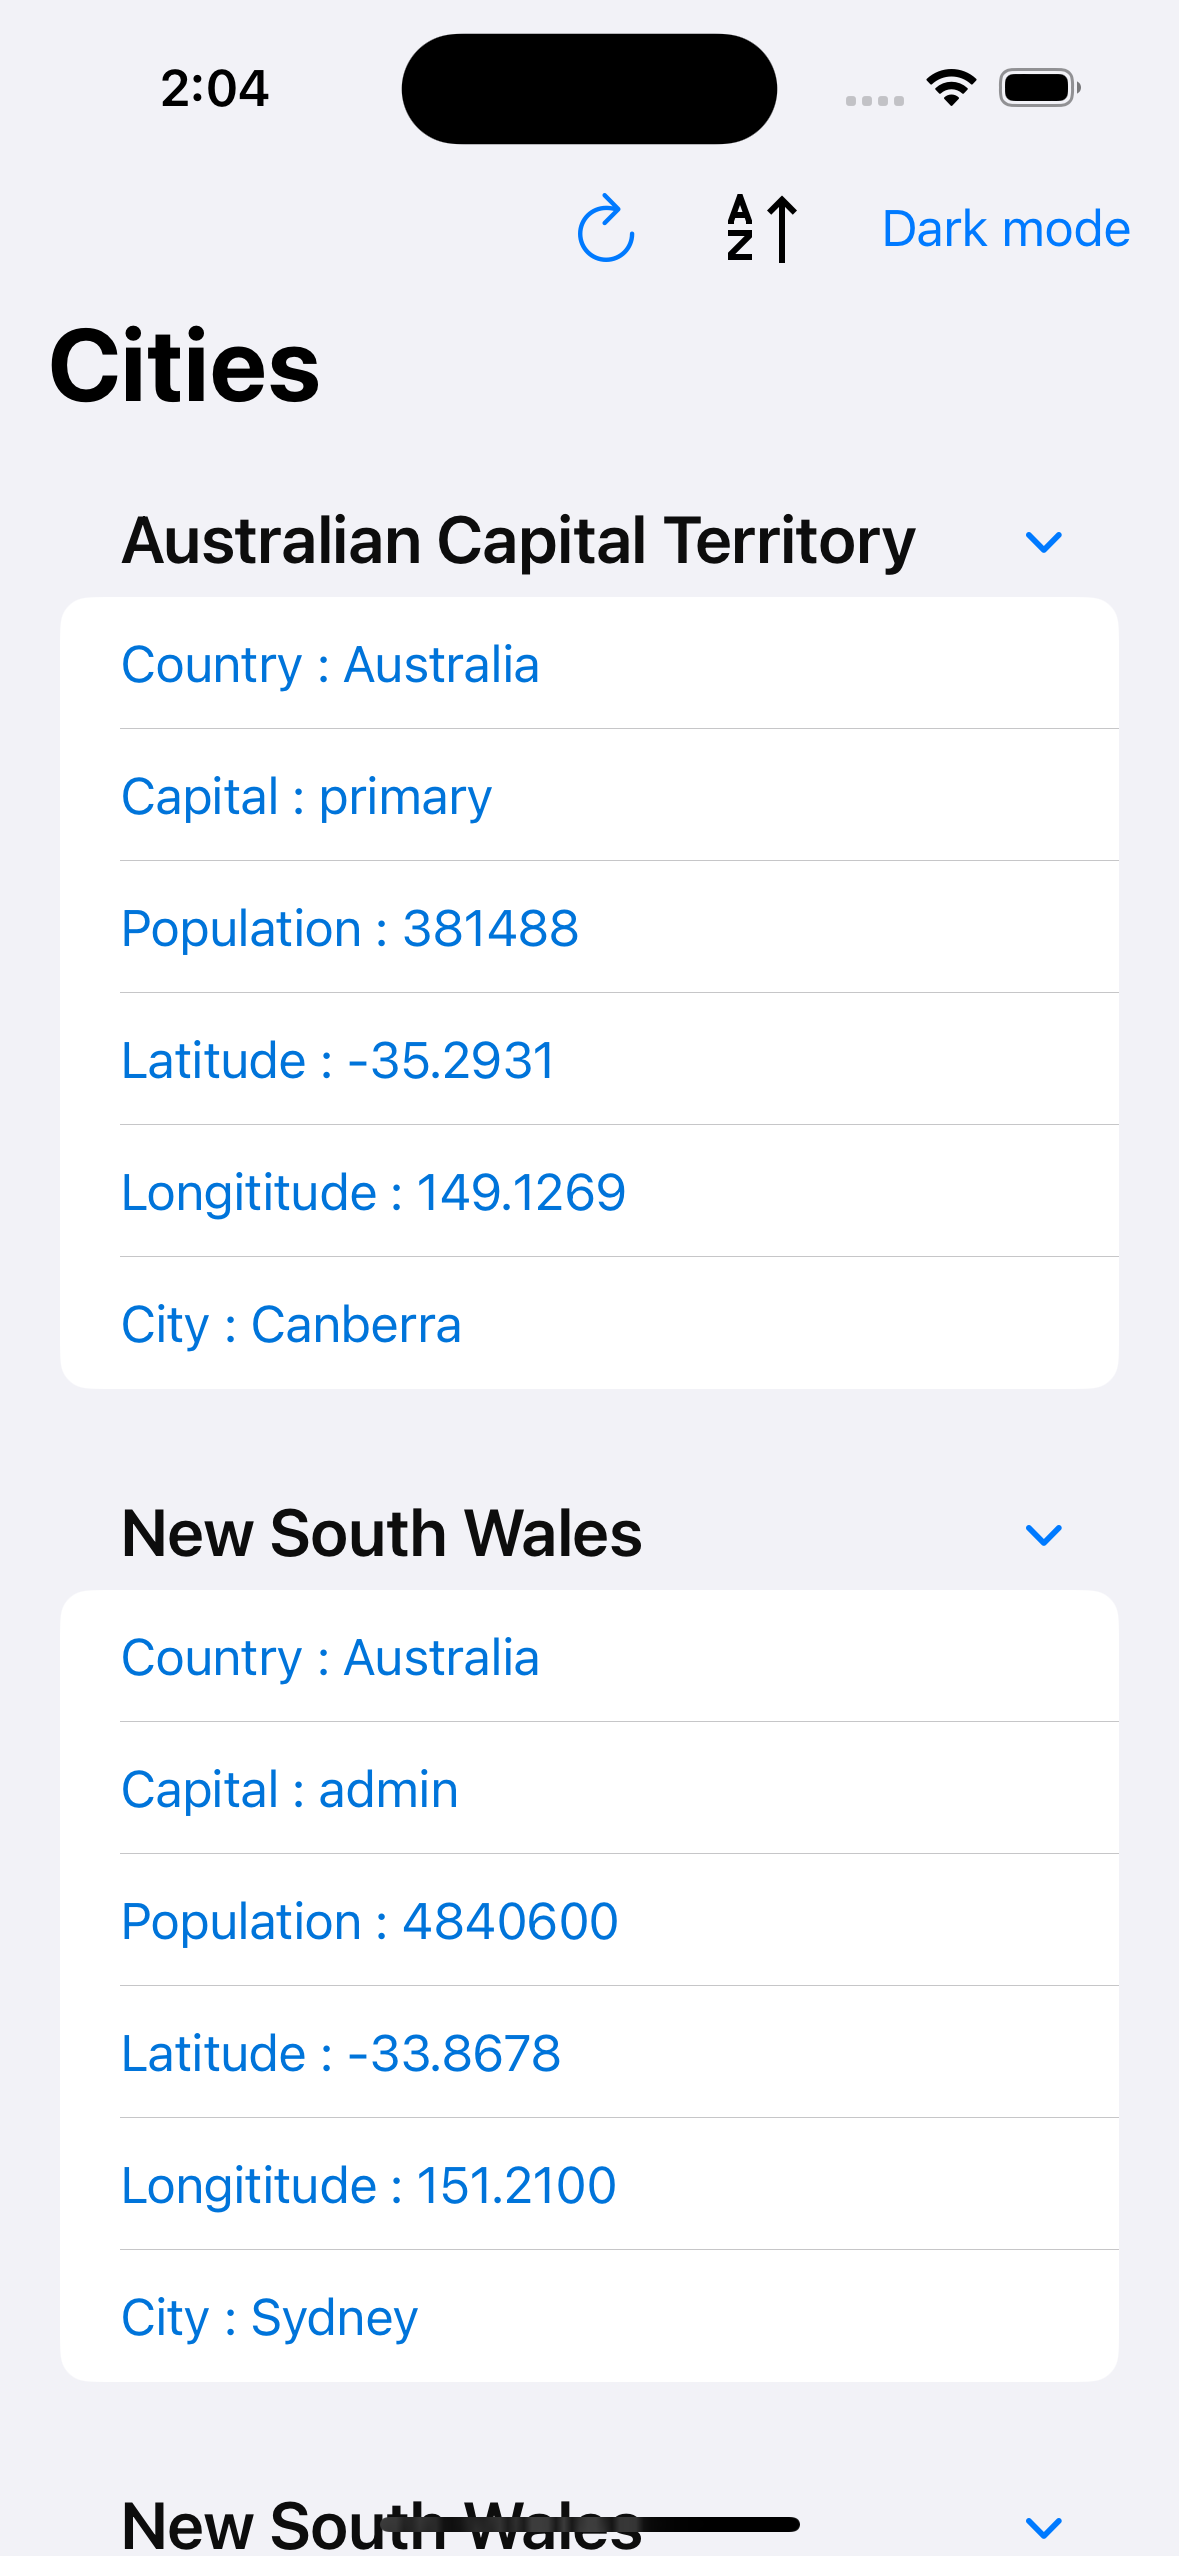 2:04
A
Z
Dark mode
Cities
Australian Capital Territory
Country : Australia
Capital : primary
Population : 381488
Latitude : -35.2931
Longititude : 149.1269
City : Canberra
New South Wales
Country : Australia
Capital : admin
Population : 4840600
Latitude : -33.8678
Longititude : 151.2100
City : Sydney
New South Wales